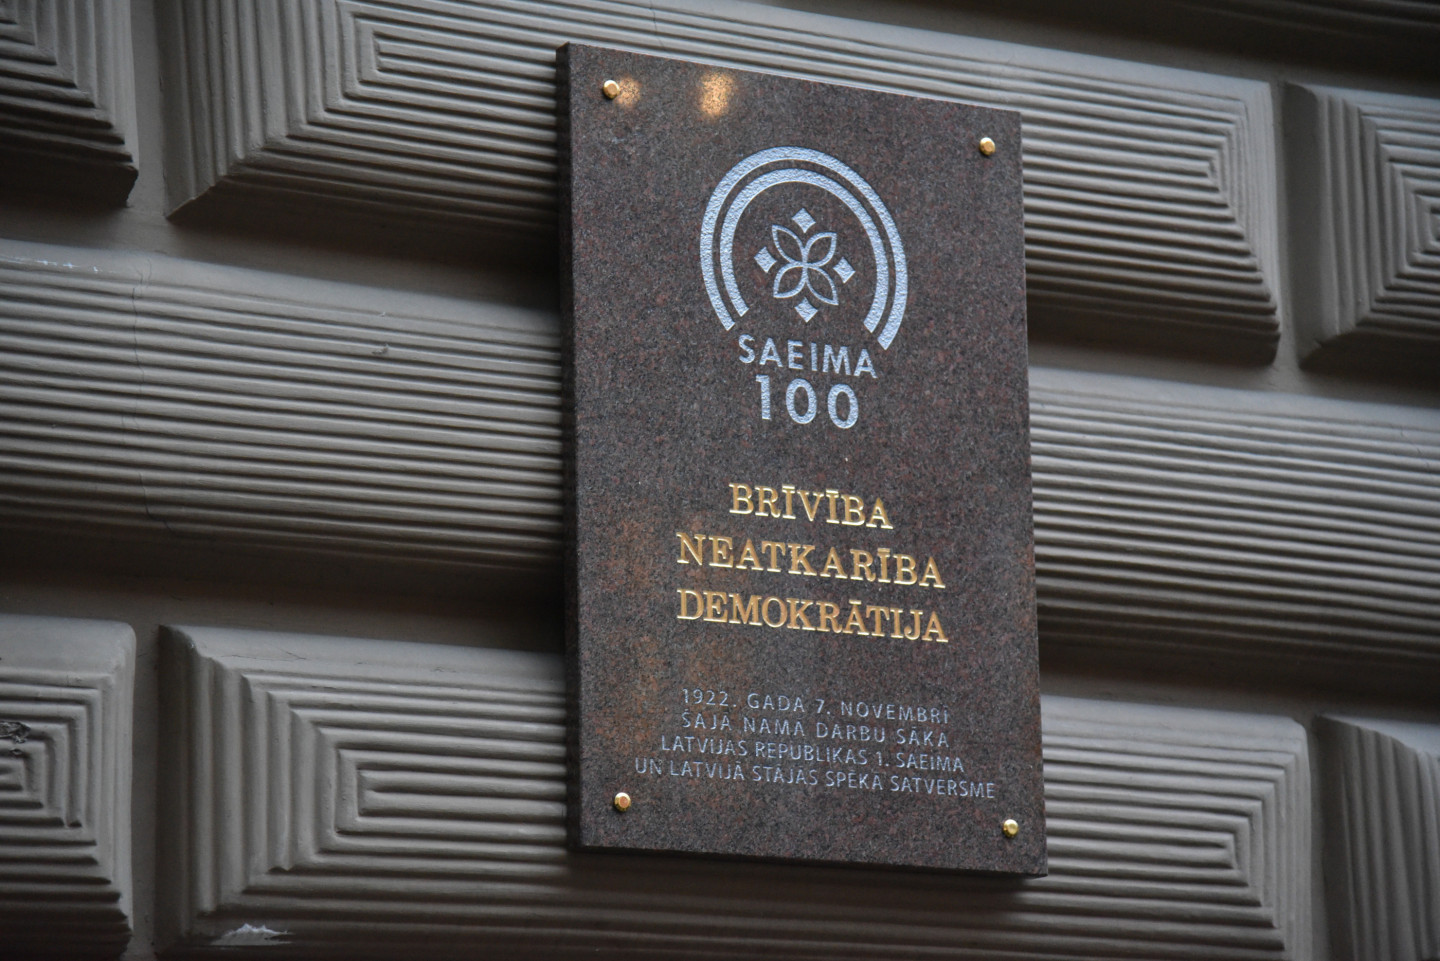 SAEIMA
100
BRĪVĪBA
NEATKARĪBA
DEMOKRĀTIJA
1922. GADA 7. NOVEMBRĪ
ŠAJĀ NAMĀ DARBU SĀKA
LATVIJAS REPUBLIKAS 1. SAEIMA
UN LATVIJĀ STĀJĀS SPĒKĀ SATVERSME